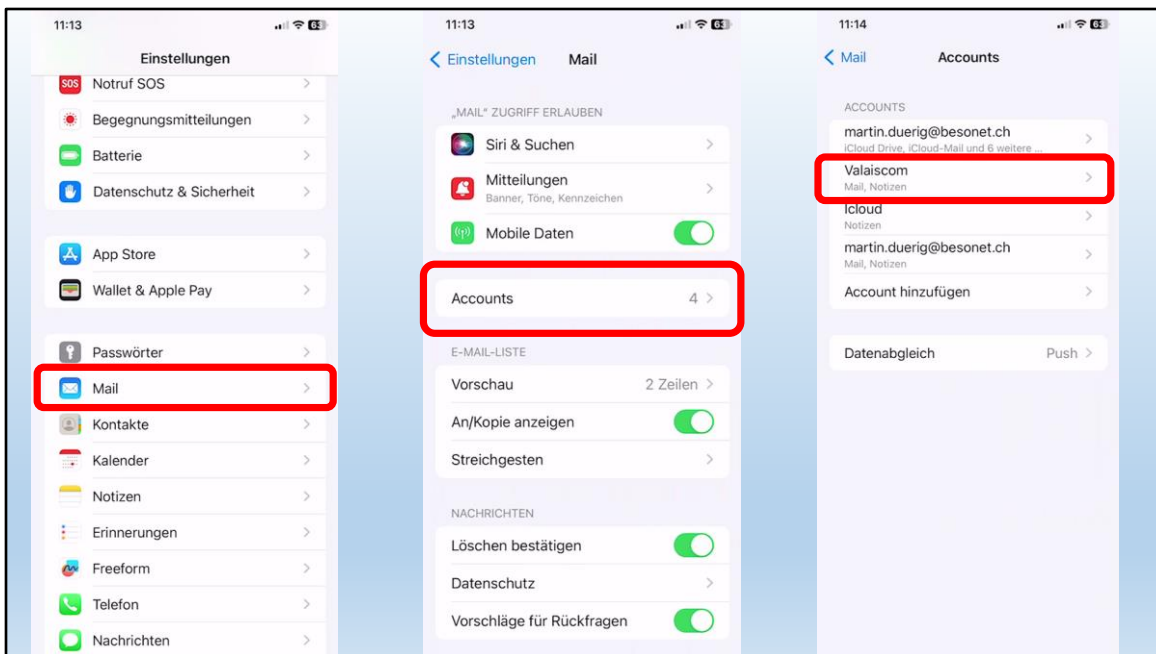 11:13
63
Einstellungen
SOS Notruf SOS
Begegnungsmitteilungen
Batterie
Datenschutz & Sicherheit
App Store
Wallet & Apple Pay
Passwörter
Mail
Kontakte
Kalender
Notizen
Erinnerungen
Freeform
Telefon
Nachrichten
11:13
63
Einstellungen Mail
„MAIL“ ZUGRIFF ERLAUBEN
Siri & Suchen
Mitteilungen
Banner, Töne, Kennzeichen
Mobile Daten
Accounts 4
E-MAIL-LISTE
Vorschau 2 Zeilen
An/Kopie anzeigen
Streichgesten
NACHRICHTEN
Löschen bestätigen
Datenschutz
Vorschläge für Rückfragen
11:14
63
Mail Accounts
ACCOUNTS
martin.duerig@besonet.ch
iCloud Drive, iCloud-Mail und 6 weitere ...
Valaiscom
Mail, Notizen
Icloud
Notizen
martin.duerig@besonet.ch
Mail, Notizen
Account hinzufügen
Datenabgleich Push